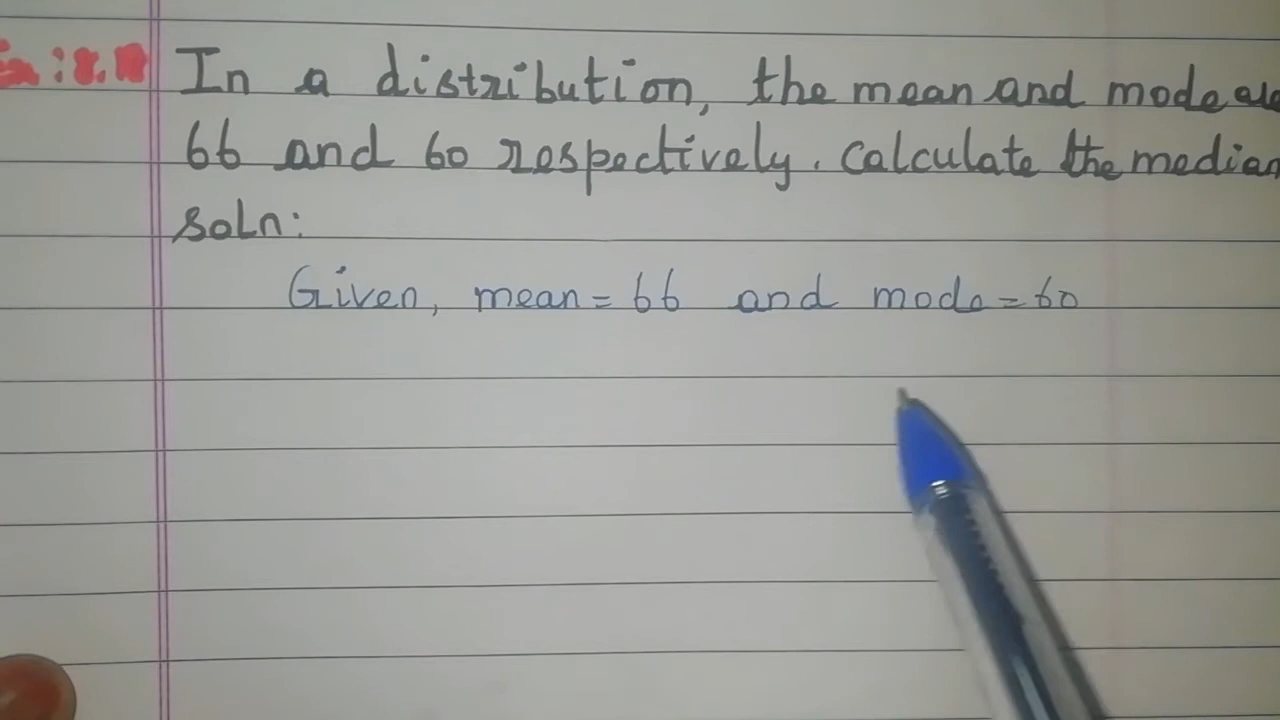 In a distribution, the mean and mode are
66 and 60 respectively. Calculate the median
soln:
Given, mean = 66 and mode = 60